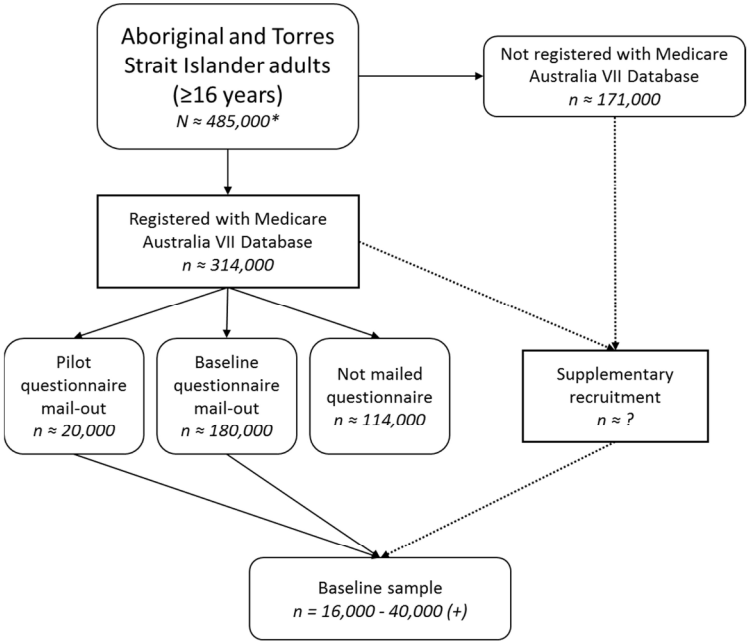 Aboriginal and Torres
Strait Islander adults
(≥16 years)
N ≈ 485,000*
Not registered with Medicare
Australia VII Database
n ≈ 171,000
Registered with Medicare
Australia VII Database
n ≈ 314,000
Pilot
questionnaire
mail-out
n ≈ 20,000
Baseline
questionnaire
mail-out
n ≈ 180,000
Not mailed
questionnaire
n ≈ 114,000
Supplementary
recruitment
n ≈ ?
Baseline sample
n = 16,000 - 40,000 (+)